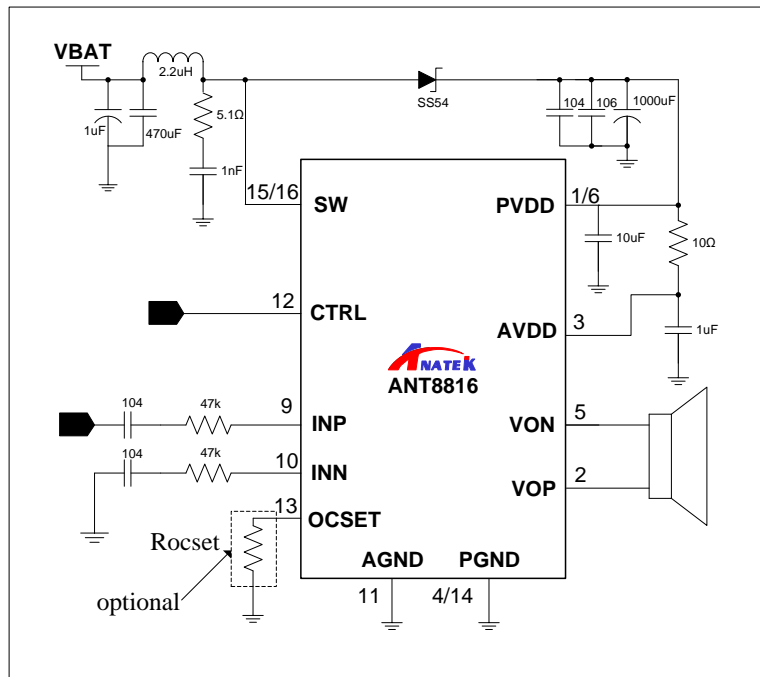 VBAT
2.2uH
SS54
104
106
1000uF
1uF
470uF
5.1Ω
1nF
15/16
SW
PVDD
1/6
10uF
10Ω
12
CTRL
AVDD
3
1uF
ANATEK
ANT8816
104
47k
9
INP
VON
5
104
47k
10
INN
VOP
2
13
OCSET
Rocset
optional
AGND
PGND
11
4/14